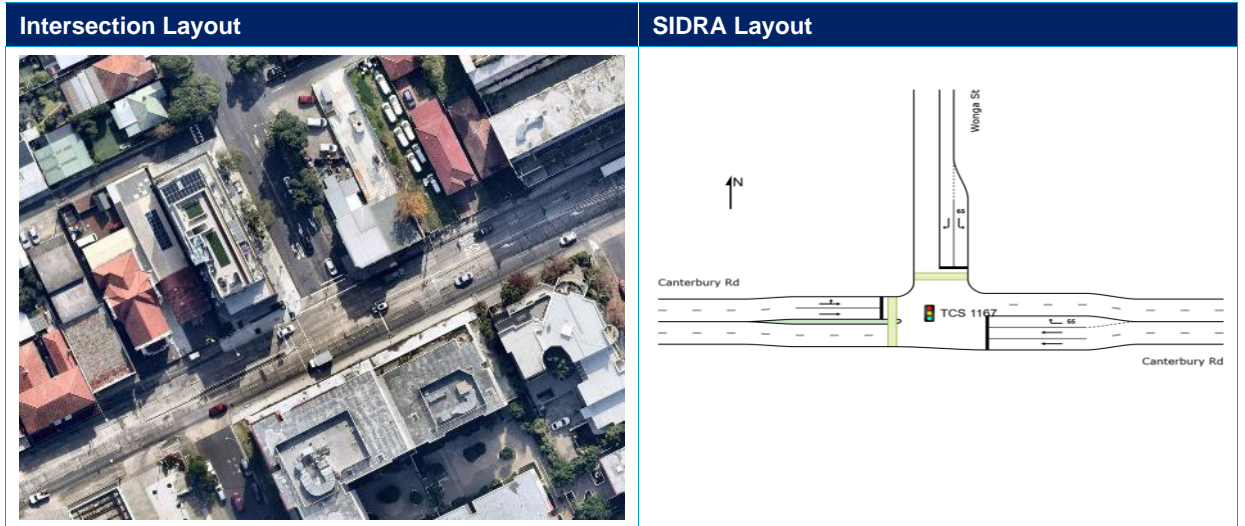 Intersection Layout
SIDRA Layout
Wonga St
N
65
Canterbury Rd
TCS 1167
55
Canterbury Rd